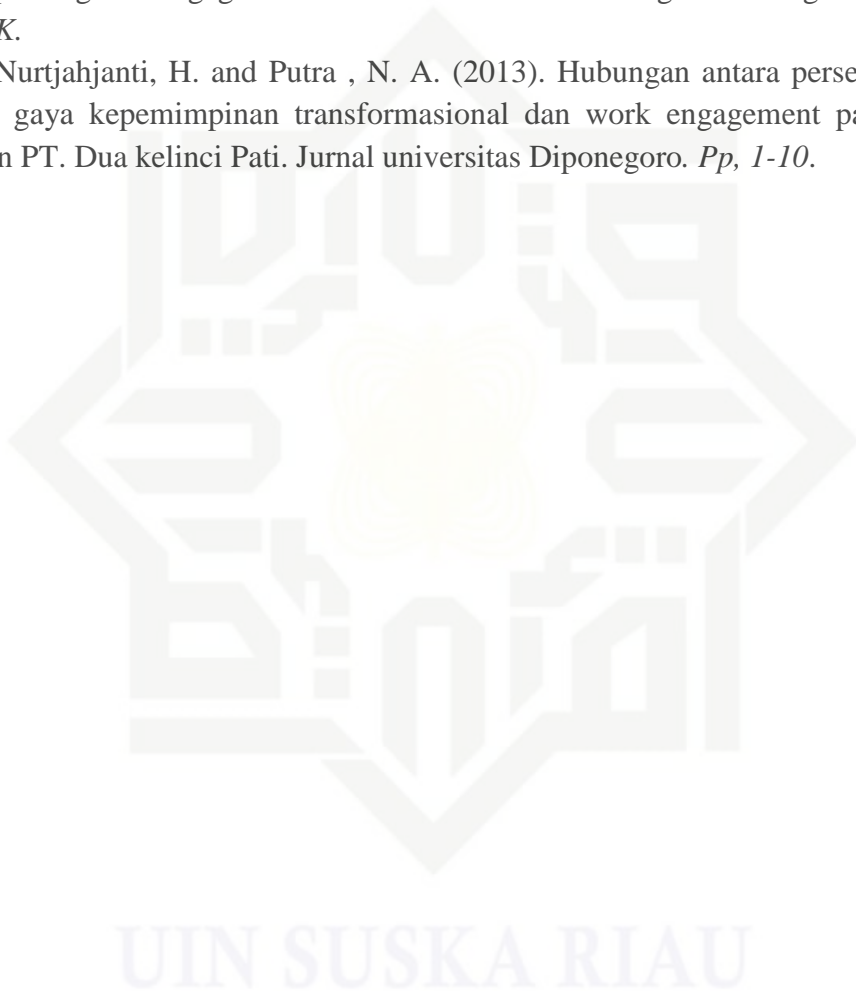 K.
Nurtjahjanti, H. and Putra , N. A. (2013). Hubungan antara perse
gaya kepemimpinan transformasional dan work engagement pa
n PT. Dua kelinci Pati. Jurnal universitas Diponegoro. Pp, 1-10.
UIN SUSKA RIAU